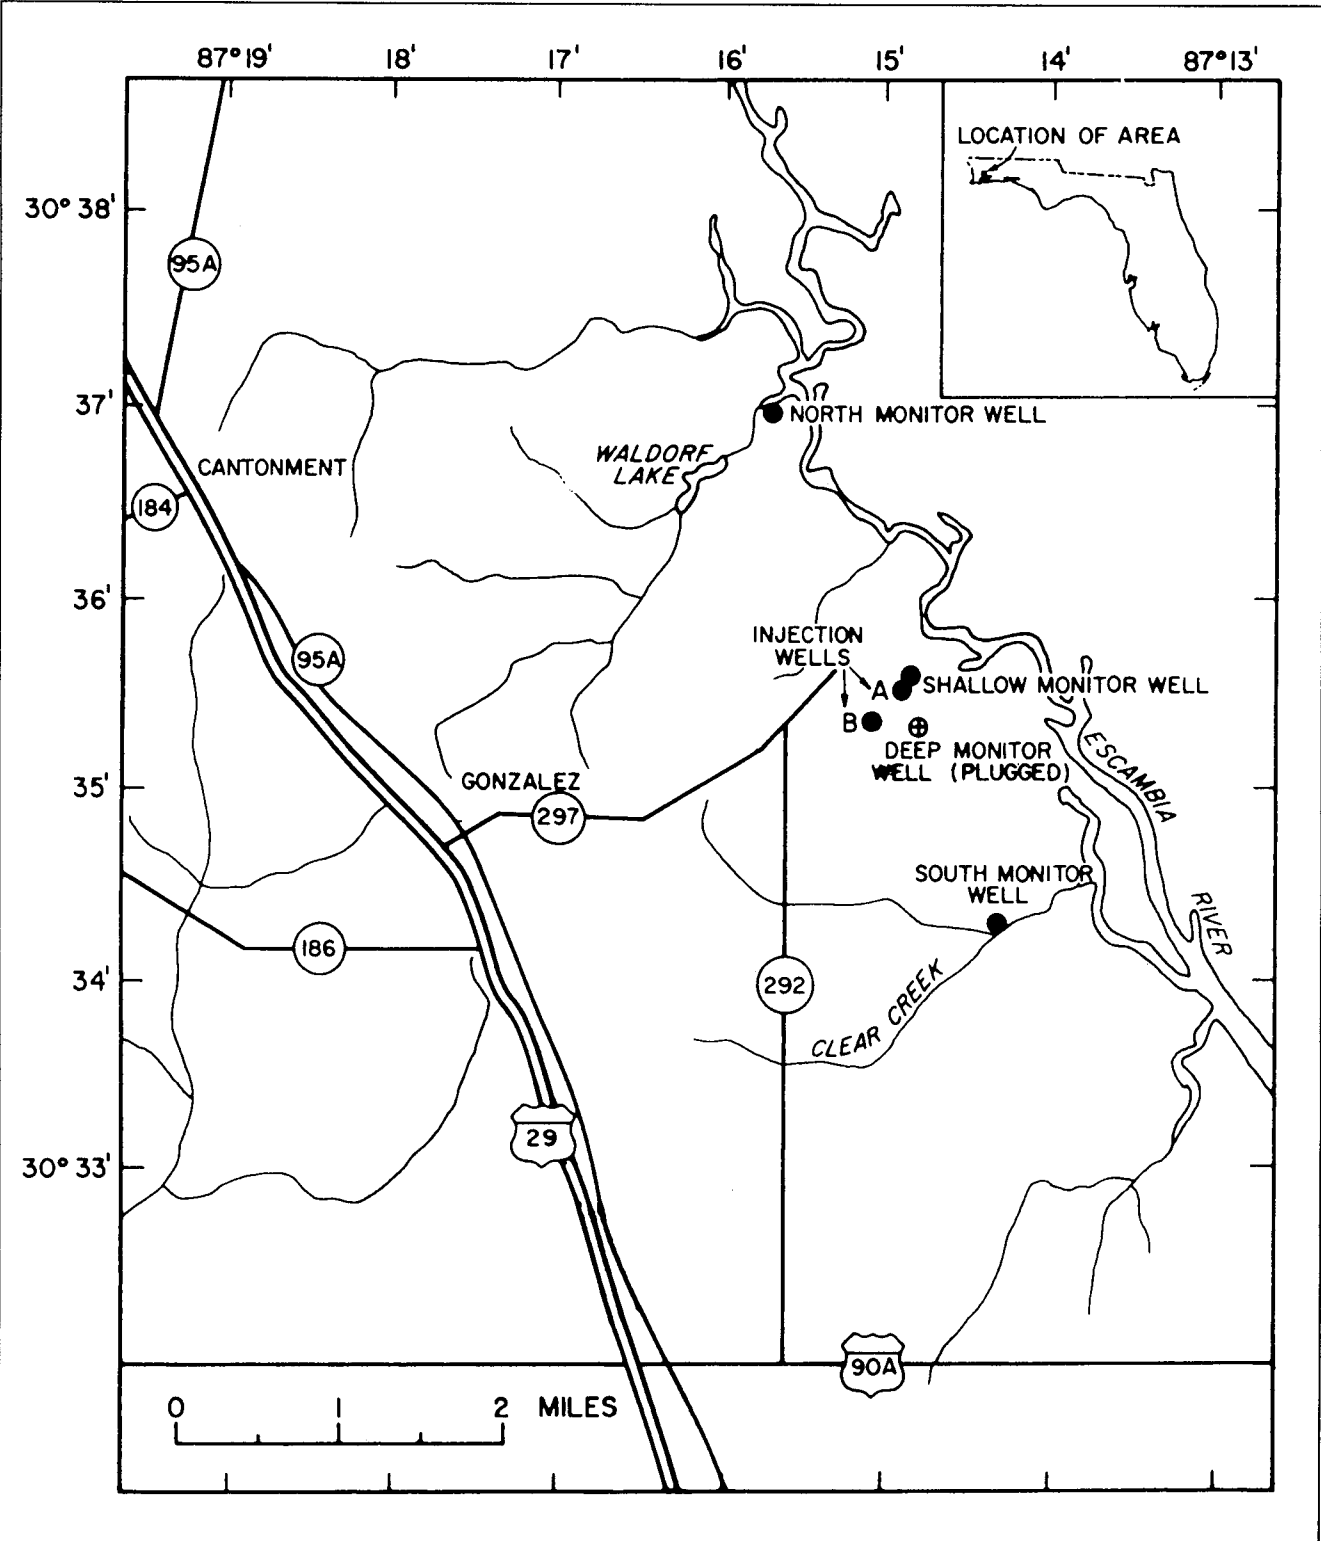 87°19' 18' 17' 16' 15' 14' 87°13'
LOCATION OF AREA
30°38'
95A
37'
NORTH MONITOR WELL
WALDORF
LAKE
CANTONMENT
184
36'
INJECTION
WELLS
95A
A
SHALLOW MONITOR WELL
B
DEEP MONITOR
WELL (PLUGGED)
ESCAMBIA
RIVER
35'
GONZALEZ
297
SOUTH MONITOR
WELL
186
34'
292
CLEAR CREEK
29
30°33'
90A
0 1 2 MILES